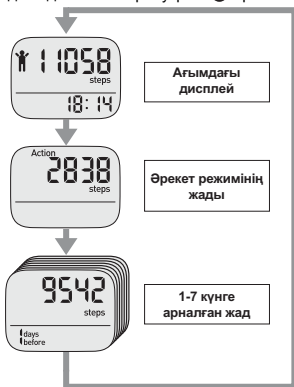 11058
steps
18:14
Ағымдағы
дисплей
Action
2838
steps
Әрекет режимінің
жады
9542
steps
1 days
before
1-7 күнге
арналған жад